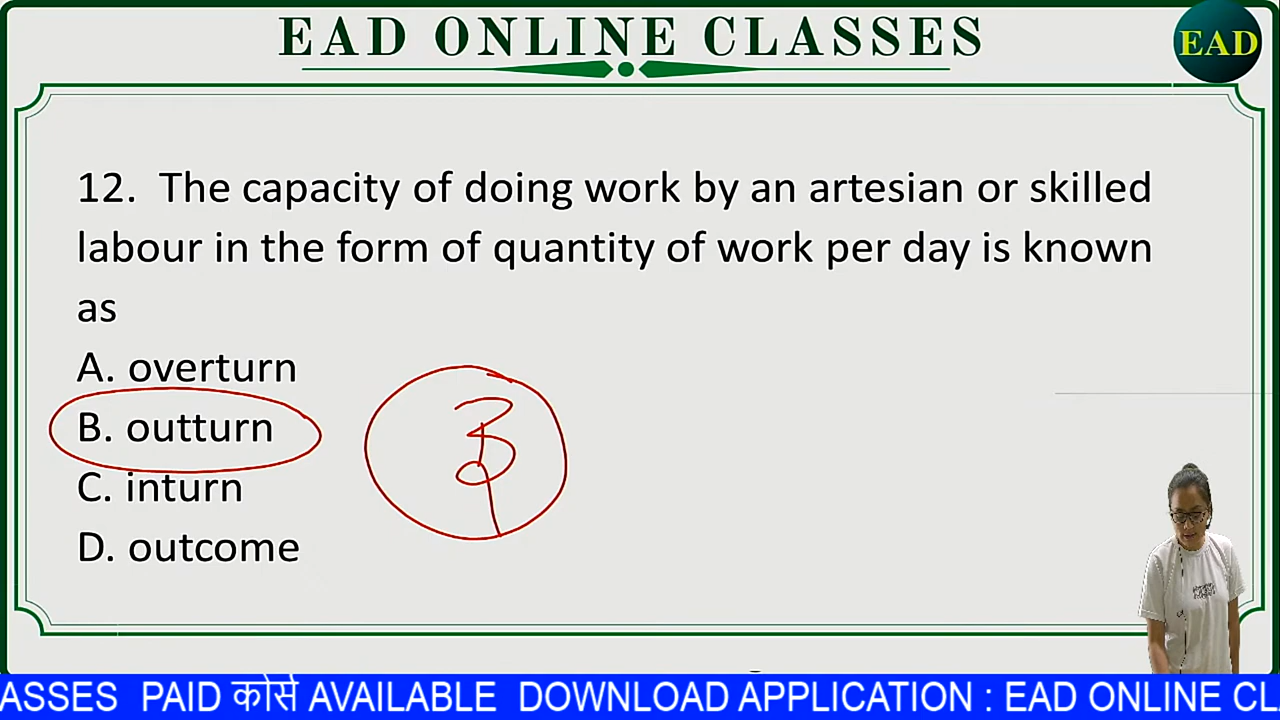 EAD ONLINE CLASSES
EAD
12. The capacity of doing work by an artesian or skilled
labour in the form of quantity of work per day is known
as
A. overturn
B. outturn
C. inturn
D. outcome
ASSES PAID कोर्स AVAILABLE DOWNLOAD APPLICATION : EAD ONLINE CL